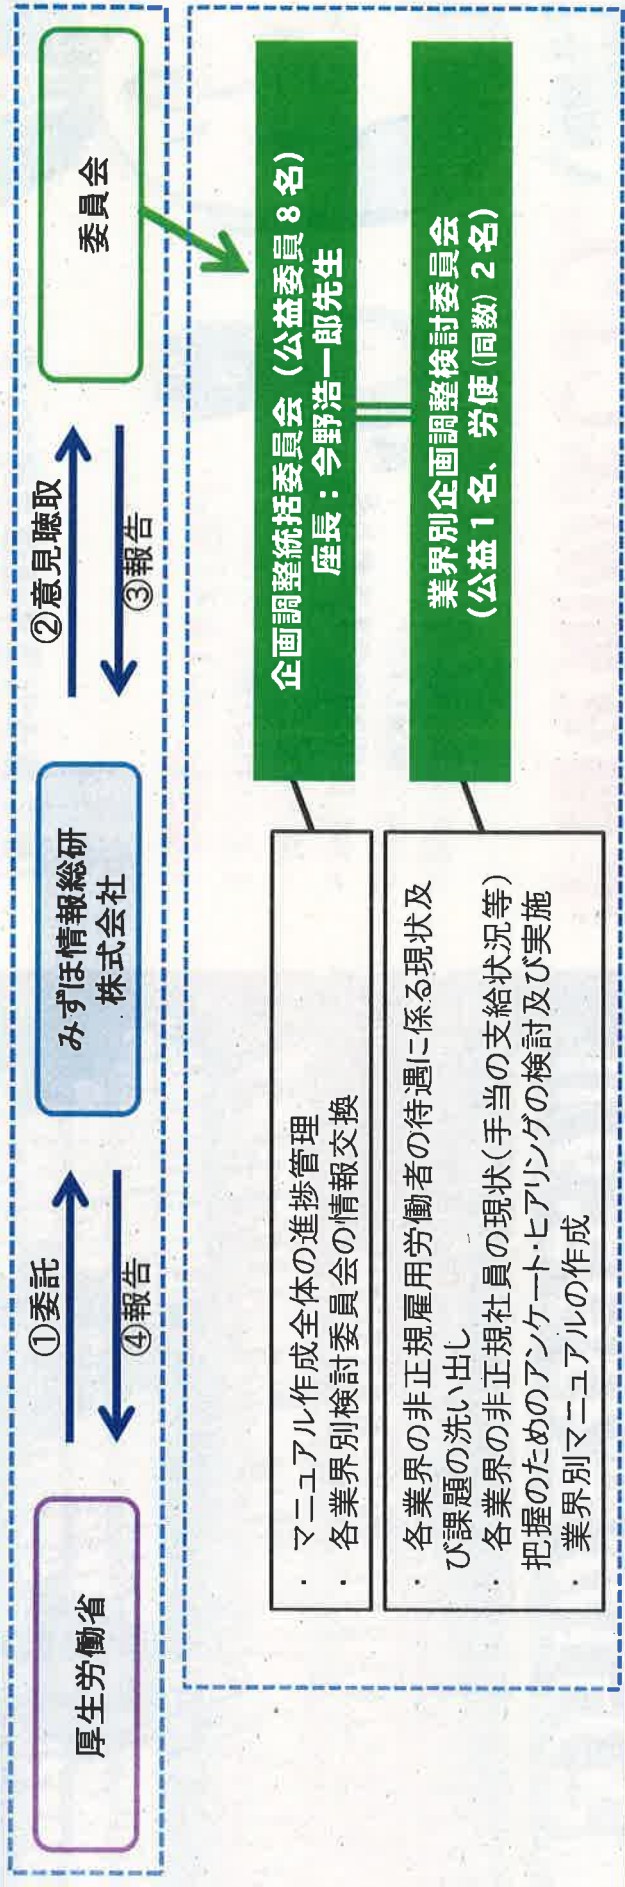 厚生労働省
①委託
④報告
みずほ情報総研
株式会社
②意見聴取
③報告
委員会
・ マニュアル作成全体の進捗管理
・ 各業界別検討委員会の情報交換
企画調整統括委員会（公益委員８名）
座長：今野浩一郎先生
・ 各業界の非正規雇用労働者の待遇に係る現状及
び課題の洗い出し
・ 各業界の非正規社員の現状（手当の支給状況等）
把握のためのアンケート・ヒアリングの検討及び実施
・ 業界別マニュアルの作成
業界別企画調整検討委員会
（公益１名、労使（同数）２名）